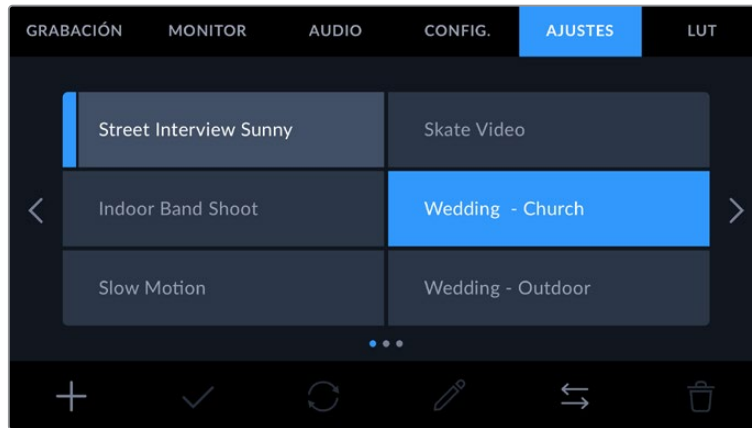 GRABACIÓN MONITOR AUDIO CONFIG. AJUSTES LUT
Street Interview Sunny Skate Video
Indoor Band Shoot Wedding - Church
Slow Motion Wedding - Outdoor